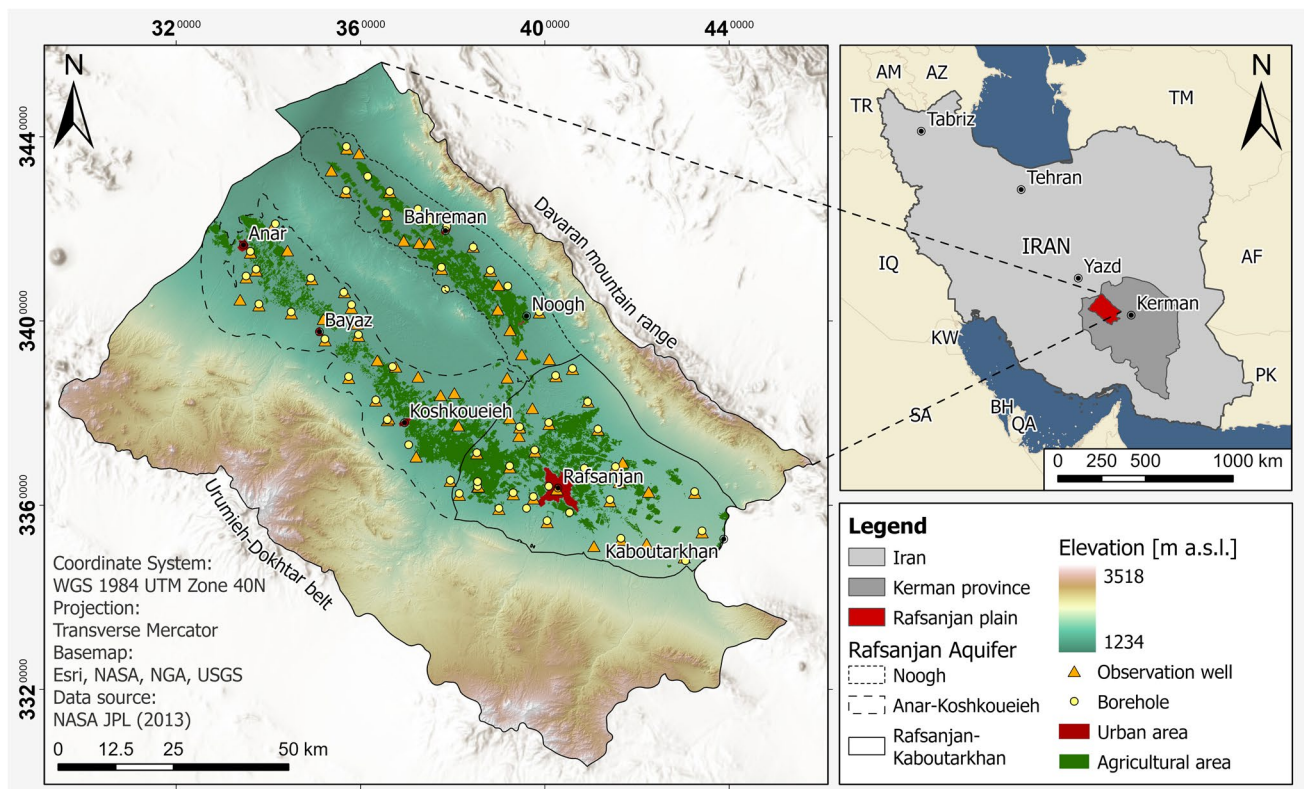 32⁰⁰⁰⁰ 36⁰⁰⁰⁰ 40⁰⁰⁰⁰ 44⁰⁰⁰⁰
344⁰⁰⁰⁰
340⁰⁰⁰⁰
336⁰⁰⁰⁰
332⁰⁰⁰⁰
N
Bahreman
Anar
Davaran mountain range
Noogh
Bayaz
Koshkoueieh
Rafsanjan
Urumieh-Dokhtar belt
Kaboutarkhan
Coordinate System:
WGS 1984 UTM Zone 40N
Projection:
Transverse Mercator
Basemap:
Esri, NASA, NGA, USGS
Data source:
NASA JPL (2013)
0 12.5 25 50 km
N
AM AZ
TR
TM
Tabriz
Tehran
IRAN
IQ
Yazd
AF
Kerman
KW
PK
SA
BH
QA
0 250 500 1000 km
Legend
Iran
Kerman province
Rafsanjan plain
Rafsanjan Aquifer
Noogh
Anar-Koshkoueieh
Rafsanjan-
Kaboutarkhan
Elevation [m a.s.l.]
3518
1234
Observation well
Borehole
Urban area
Agricultural area